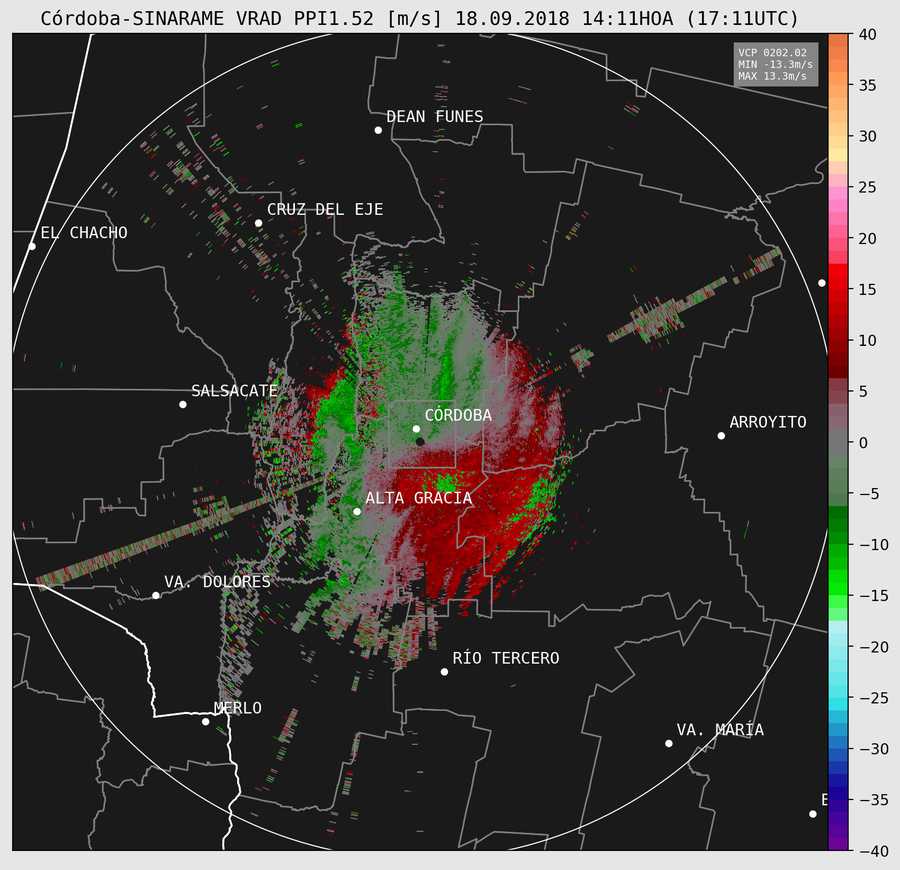 Córdoba-SINARAME VRAD PPI1.52 [m/s] 18.09.2018 14:11HOA (17:11UTC)
VCP 0202.02
MIN -13.3m/s
MAX 13.3m/s
DEAN FUNES
CRUZ DEL EJE
EL CHACHO
SALSACATE
CÓRDOBA
ARROYITO
ALTA GRACIA
VA. DOLORES
RÍO TERCERO
MERLO
VA. MARÍA
40
35
30
25
20
15
10
5
0
−5
−10
−15
−20
−25
−30
−35
−40